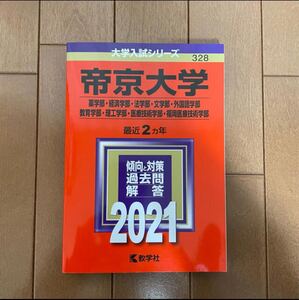 大学入試シリーズ
328
帝京大学
薬学部・経済学部・法学部・文学部・外国語学部
教育学部・理工学部・医療技術学部・福岡医療技術学部
最近2カ年
傾向と対策
過去問
解答
2021
教学社